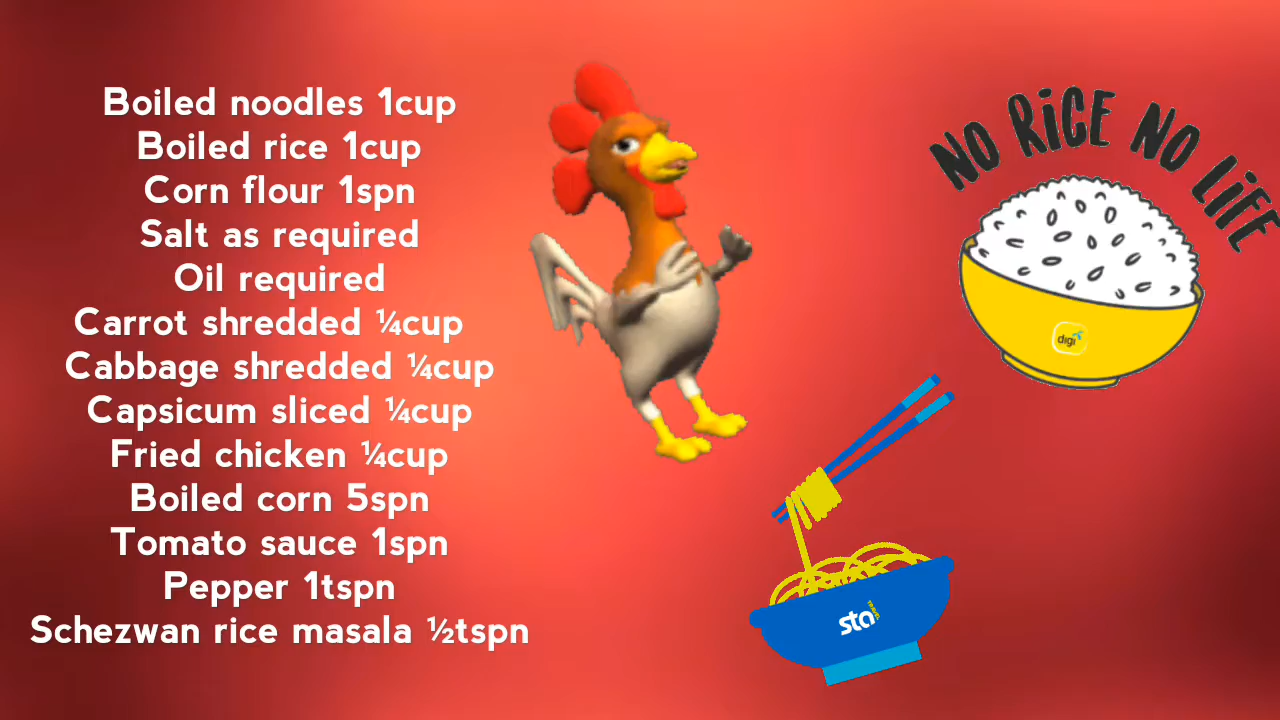 Boiled noodles 1cup
Boiled rice 1cup
Corn flour 1spn
Salt as required
Oil required
Carrot shredded ¼cup
Cabbage shredded ¼cup
Capsicum sliced ¼cup
Fried chicken ¼cup
Boiled corn 5spn
Tomato sauce 1spn
Pepper 1tspn
Schezwan rice masala ½tspn
NO RiCE NO LiFE
digi
sta TRAVEL